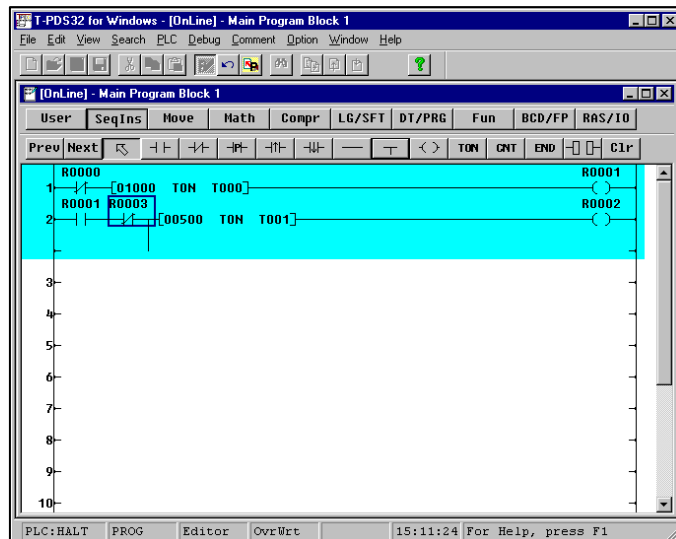 T-PDS32 for Windows - [OnLine] - Main Program Block 1
File Edit View Search PLC Debug Comment Option Window Help
[OnLine] - Main Program Block 1
User SeqIns Move Math Compr LG/SFT DT/PRG Fun BCD/FP RAS/IO
Prev Next TON CNT END Clr
R0000 R0001
1 [01000 TON T000]
R0001 R0003 R0002
2 [00500 TON T001]
3
4
5
6
7
8
9
10
PLC:HALT PROG Editor OvrWrt 15:11:24 For Help, press F1